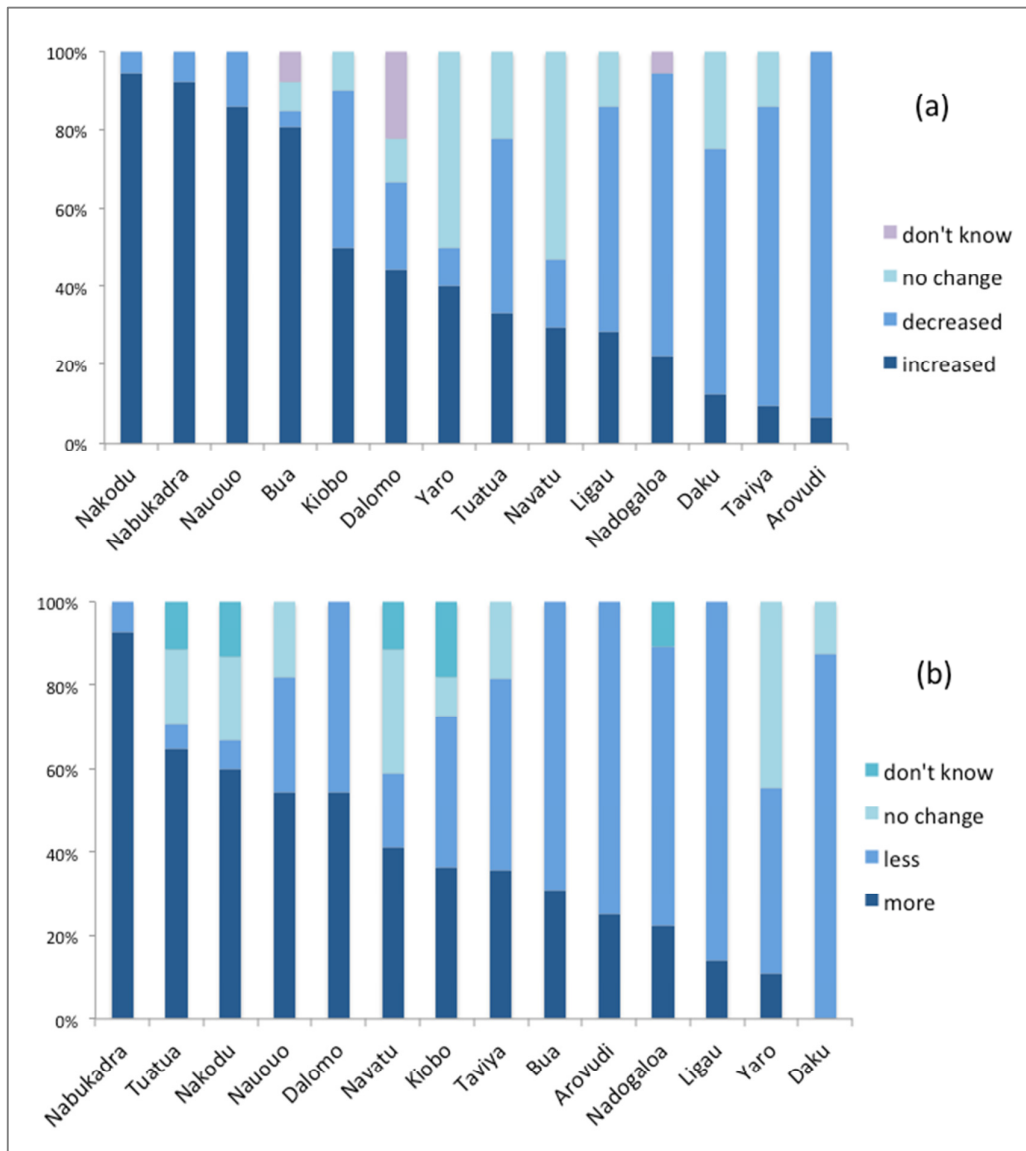 100%
80%
60%
40%
20%
0%
(a)
don't know
no change
decreased
increased
Nakodu
Nabukadra
Nauouo
Bua
Kiobo
Dalomo
Yaro
Tuatua
Navatu
Ligau
Nadogaloa
Daku
Taviya
Arovudi
100%
80%
60%
40%
20%
0%
(b)
don't know
no change
less
more
Nabukadra
Tuatua
Nakodu
Nauouo
Dalomo
Navatu
Kiobo
Taviya
Bua
Arovudi
Nadogaloa
Ligau
Yaro
Daku